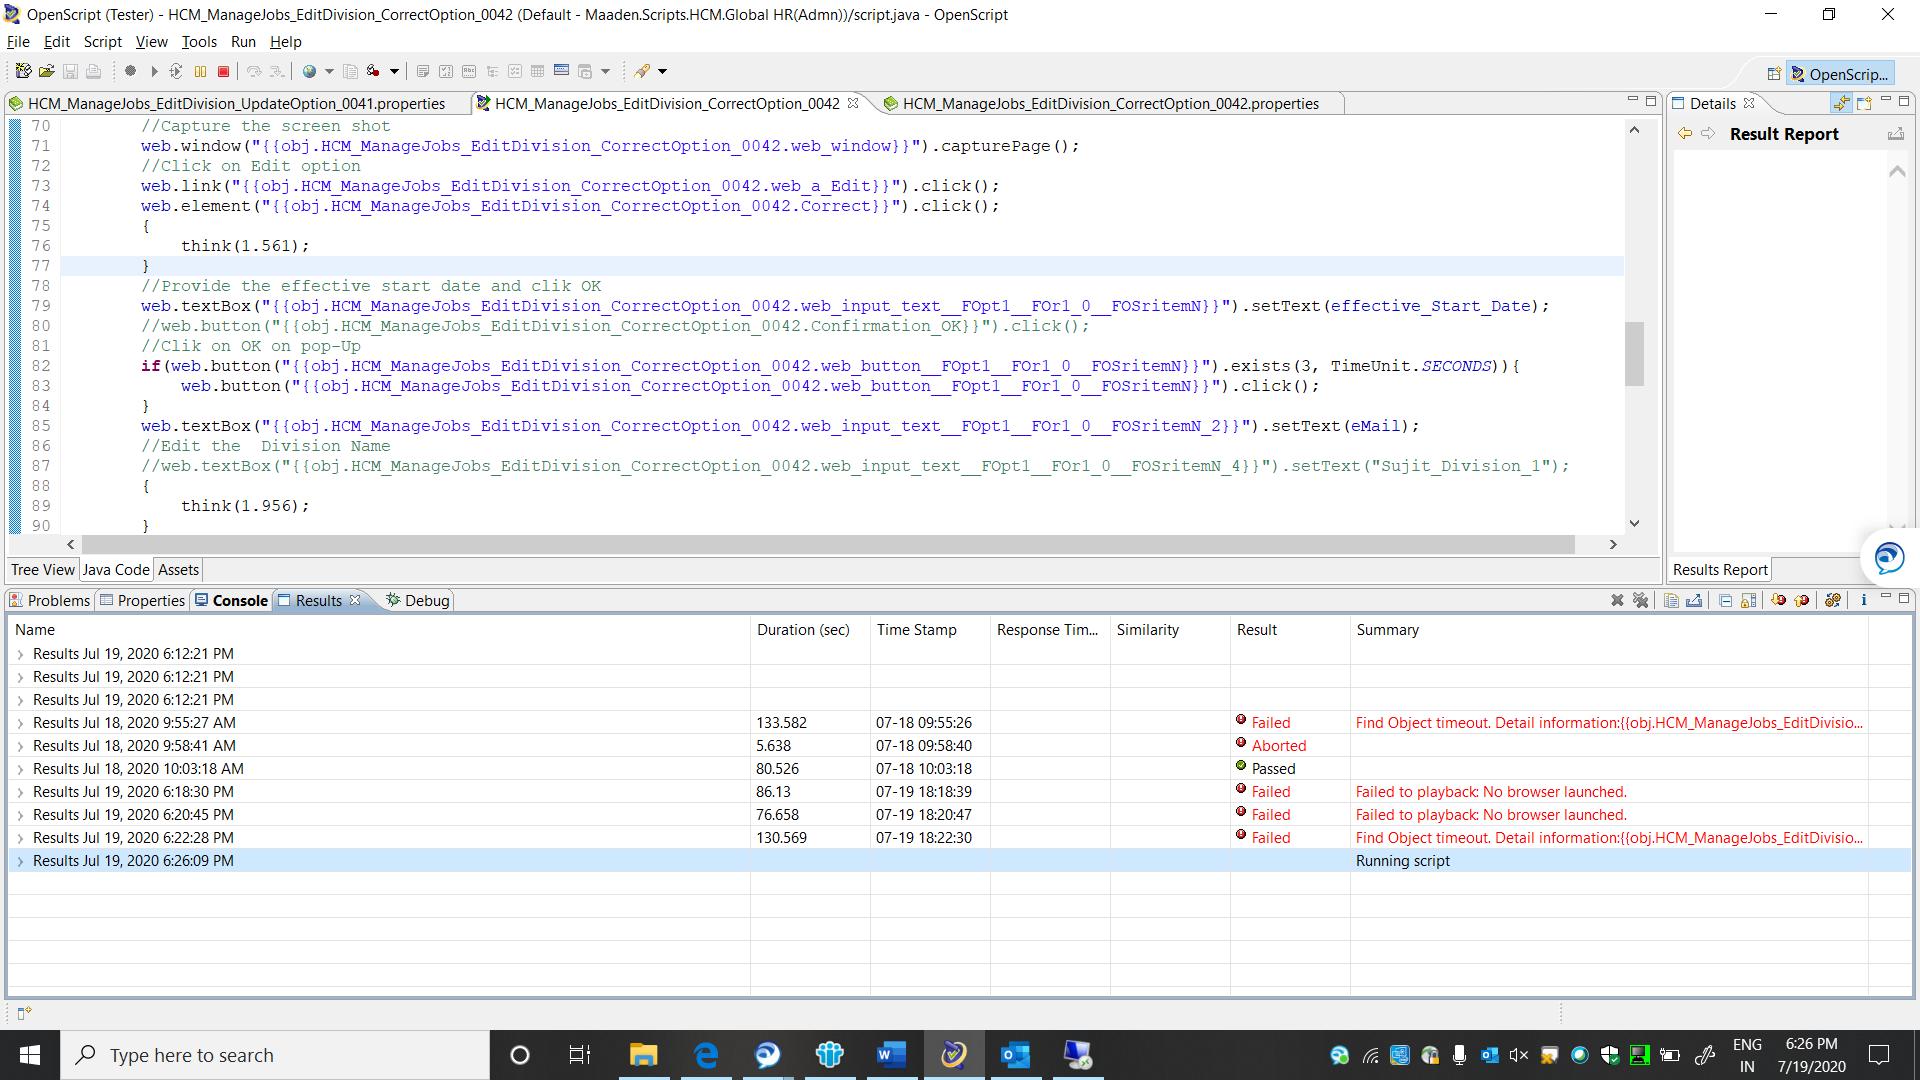 OpenScript (Tester) - HCM_ManageJobs_EditDivision_CorrectOption_0042 (Default - Maaden.Scripts.HCM.Global HR(Admn))/script.java - OpenScript
File Edit Script View Tools Run Help
OpenScrip...
HCM_ManageJobs_EditDivision_UpdateOption_0041.properties HCM_ManageJobs_EditDivision_CorrectOption_0042 HCM_ManageJobs_EditDivision_CorrectOption_0042.properties
Details
Result Report
70 //Capture the screen shot
71 web.window("{{obj.HCM_ManageJobs_EditDivision_CorrectOption_0042.web_window}}").capturePage();
72 //Click on Edit option
73 web.link("{{obj.HCM_ManageJobs_EditDivision_CorrectOption_0042.web_a_Edit}}").click();
74 web.element("{{obj.HCM_ManageJobs_EditDivision_CorrectOption_0042.Correct}}").click();
75 {
76 think(1.561);
77 }
78 //Provide the effective start date and clik OK
79 web.textBox("{{obj.HCM_ManageJobs_EditDivision_CorrectOption_0042.web_input_text__FOpt1__FOr1_0__FOSritemN}}").setText(effective_Start_Date);
80 //web.button("{{obj.HCM_ManageJobs_EditDivision_CorrectOption_0042.Confirmation_OK}}").click();
81 //Clik on OK on pop-Up
82 if(web.button("{{obj.HCM_ManageJobs_EditDivision_CorrectOption_0042.web_button__FOpt1__FOr1_0__FOSritemN}}").exists(3, TimeUnit.SECONDS)){
83 web.button("{{obj.HCM_ManageJobs_EditDivision_CorrectOption_0042.web_button__FOpt1__FOr1_0__FOSritemN}}").click();
84 }
85 web.textBox("{{obj.HCM_ManageJobs_EditDivision_CorrectOption_0042.web_input_text__FOpt1__FOr1_0__FOSritemN_2}}").setText(eMail);
86 //Edit the  Division Name
87 //web.textBox("{{obj.HCM_ManageJobs_EditDivision_CorrectOption_0042.web_input_text__FOpt1__FOr1_0__FOSritemN_4}}").setText("Sujit_Division_1");
88 {
89 think(1.956);
90 }
Tree View Java Code Assets
Results Report
Problems Properties Console Results Debug
Name Duration (sec) Time Stamp Response Tim... Similarity Result Summary
Results Jul 19, 2020 6:12:21 PM
Results Jul 19, 2020 6:12:21 PM
Results Jul 19, 2020 6:12:21 PM
Results Jul 18, 2020 9:55:27 AM 133.582 07-18 09:55:26 Failed Find Object timeout. Detail information:{{obj.HCM_ManageJobs_EditDivisio...
Results Jul 18, 2020 9:58:41 AM 5.638 07-18 09:58:40 Aborted
Results Jul 18, 2020 10:03:18 AM 80.526 07-18 10:03:18 Passed
Results Jul 19, 2020 6:18:30 PM 86.13 07-19 18:18:39 Failed Failed to playback: No browser launched.
Results Jul 19, 2020 6:20:45 PM 76.658 07-19 18:20:47 Failed Failed to playback: No browser launched.
Results Jul 19, 2020 6:22:28 PM 130.569 07-19 18:22:30 Failed Find Object timeout. Detail information:{{obj.HCM_ManageJobs_EditDivisio...
Results Jul 19, 2020 6:26:09 PM Running script
Type here to search
ENG
IN
6:26 PM
7/19/2020